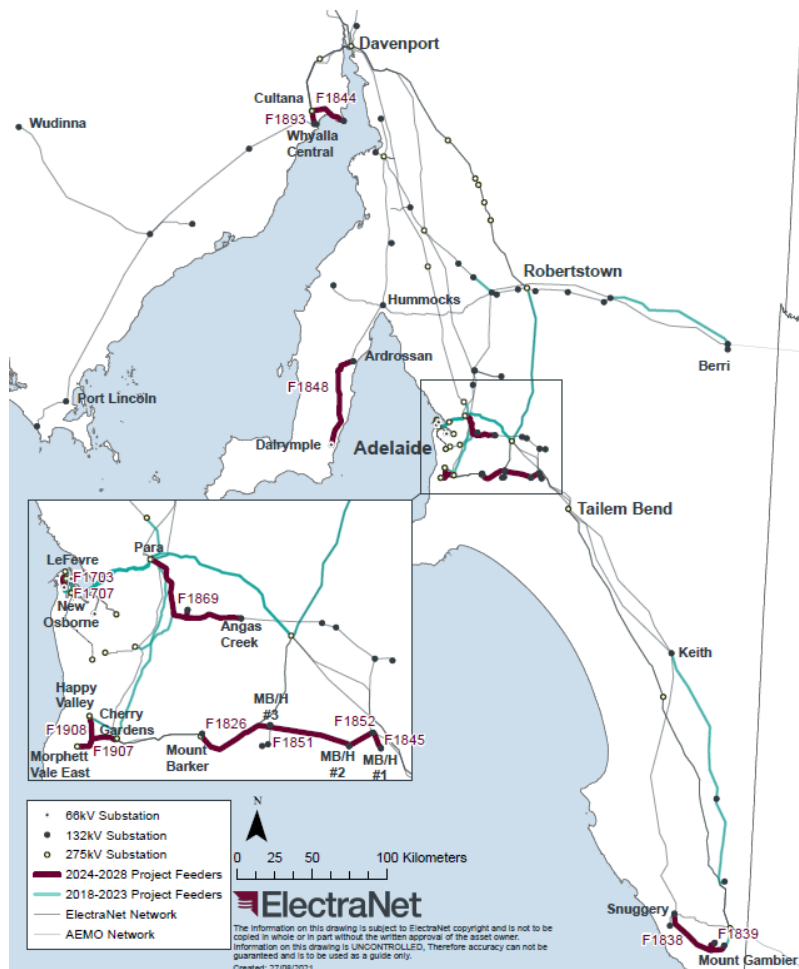 Davenport
Cultana
F1844
F1893
Whyalla
Central
Wudinna
Robertstown
Hummocks
Ardrossan
Berri
F1848
Port Lincoln
Dalrymple
Adelaide
Tailem Bend
Para
LeFevre
F1703
F1707
New
Osborne
F1869
Angas
Creek
Keith
Happy
Valley
Cherry
Gardens
MB/H
#3
F1826
F1852
F1908
F1907
F1851
F1845
Morphett
Vale East
Mount
Barker
MB/H
#2
MB/H
#1
66kV Substation
132kV Substation
275kV Substation
2024-2028 Project Feeders
2018-2023 Project Feeders
ElectraNet Network
AEMO Network
N
0 25 50 100 Kilometers
ElectraNet
The information on this drawing is subject to ElectraNet copyright and is not to be
copied in whole or in part without the written approval of the asset owner.
Information on this drawing is UNCONTROLLED, Therefore accuracy can not be
guaranteed and is to be used as a guide only.
Created: 27/08/2021
Snuggery
F1838
F1839
Mount Gambier